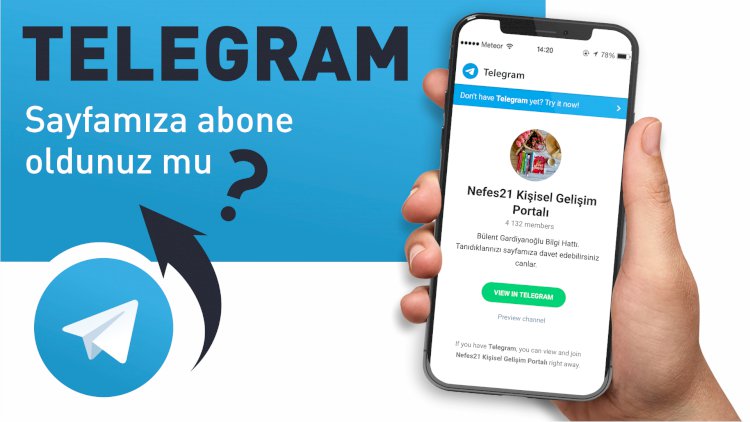 TELEGRAM
Sayfamıza abone
oldunuz mu
?
Meteor
14:20
78%
Telegram
Don't have Telegram yet? Try it now!
Nefes21 Kişisel Gelişim
Portalı
4 132 members
Bülent Gardiyanoğlu Bilgi Hattı.
Tanıdıklarınızı sayfamıza davet edebilirsiniz
canlar.
VIEW IN TELEGRAM
Preview channel
If you have Telegram, you can view and join
Nefes21 Kişisel Gelişim Portalı right away.